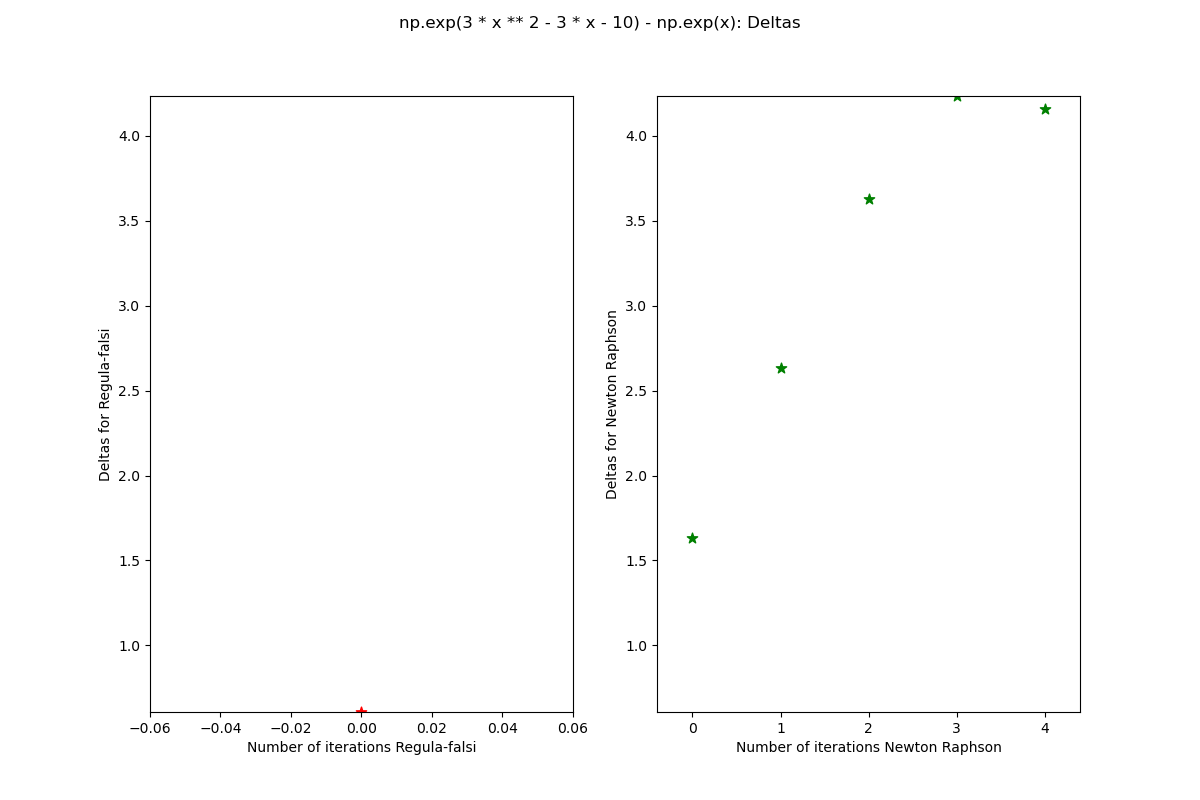 np.exp(3 * x ** 2 - 3 * x - 10) - np.exp(x): Deltas
4.0
3.5
3.0
2.5
2.0
1.5
1.0
Deltas for Regula-falsi
−0.06 −0.04 −0.02 0.00 0.02 0.04 0.06
Number of iterations Regula-falsi
4.0
3.5
3.0
2.5
2.0
1.5
1.0
Deltas for Newton Raphson
0 1 2 3 4
Number of iterations Newton Raphson